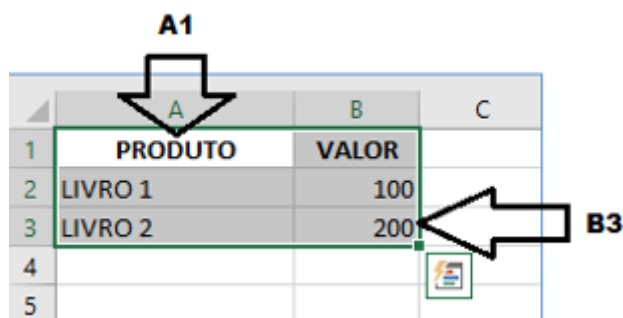 A1
A B C
1 PRODUTO VALOR
2 LIVRO 1 100
3 LIVRO 2 200 B3
4
5